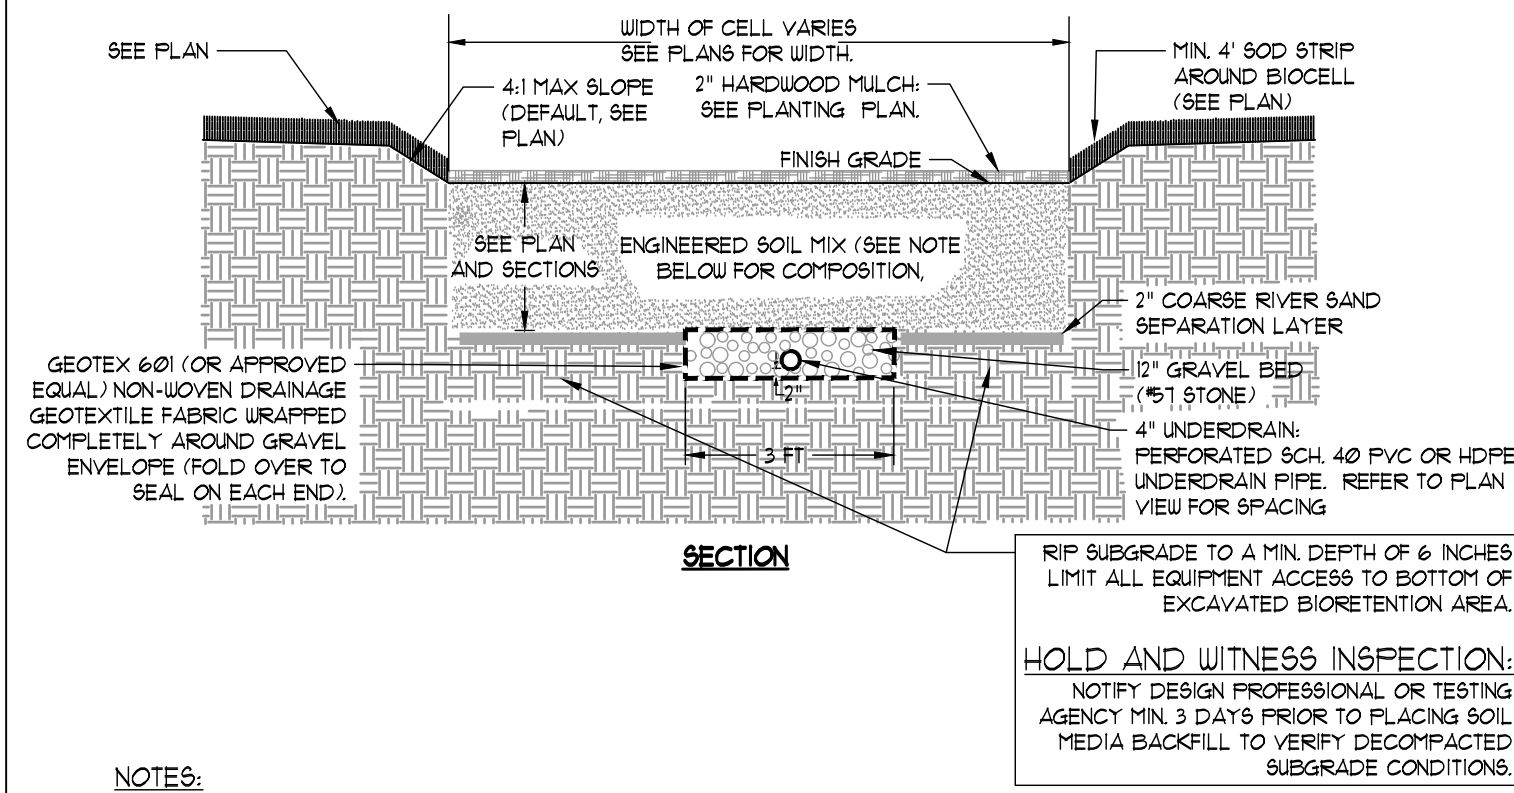 WIDTH OF CELL VARIES
SEE PLANS FOR WIDTH.
SEE PLAN
4:1 MAX SLOPE
(DEFAULT, SEE
PLAN)
2" HARDWOOD MULCH:
SEE PLANTING PLAN.
MIN. 4' SOD STRIP
AROUND BIOCELL
(SEE PLAN)
FINISH GRADE
SEE PLAN
AND SECTIONS
ENGINEERED SOIL MIX (SEE NOTE
BELOW FOR COMPOSITION,
2" COARSE RIVER SAND
SEPARATION LAYER
GEOTEX 601 (OR APPROVED
EQUAL) NON-WOVEN DRAINAGE
GEOTEXTILE FABRIC WRAPPED
COMPLETELY AROUND GRAVEL
ENVELOPE (FOLD OVER TO
SEAL ON EACH END).
12" GRAVEL BED
(#57 STONE)
2"
3 FT
4" UNDERDRAIN:
PERFORATED SCH. 40 PVC OR HDPE
UNDERDRAIN PIPE. REFER TO PLAN
VIEW FOR SPACING
SECTION
RIP SUBGRADE TO A MIN. DEPTH OF 6 INCHES
LIMIT ALL EQUIPMENT ACCESS TO BOTTOM OF
EXCAVATED BIORETENTION AREA.
HOLD AND WITNESS INSPECTION:
NOTIFY DESIGN PROFESSIONAL OR TESTING
AGENCY MIN. 3 DAYS PRIOR TO PLACING SOIL
MEDIA BACKFILL TO VERIFY DECOMPACTED
SUBGRADE CONDITIONS.
NOTES: